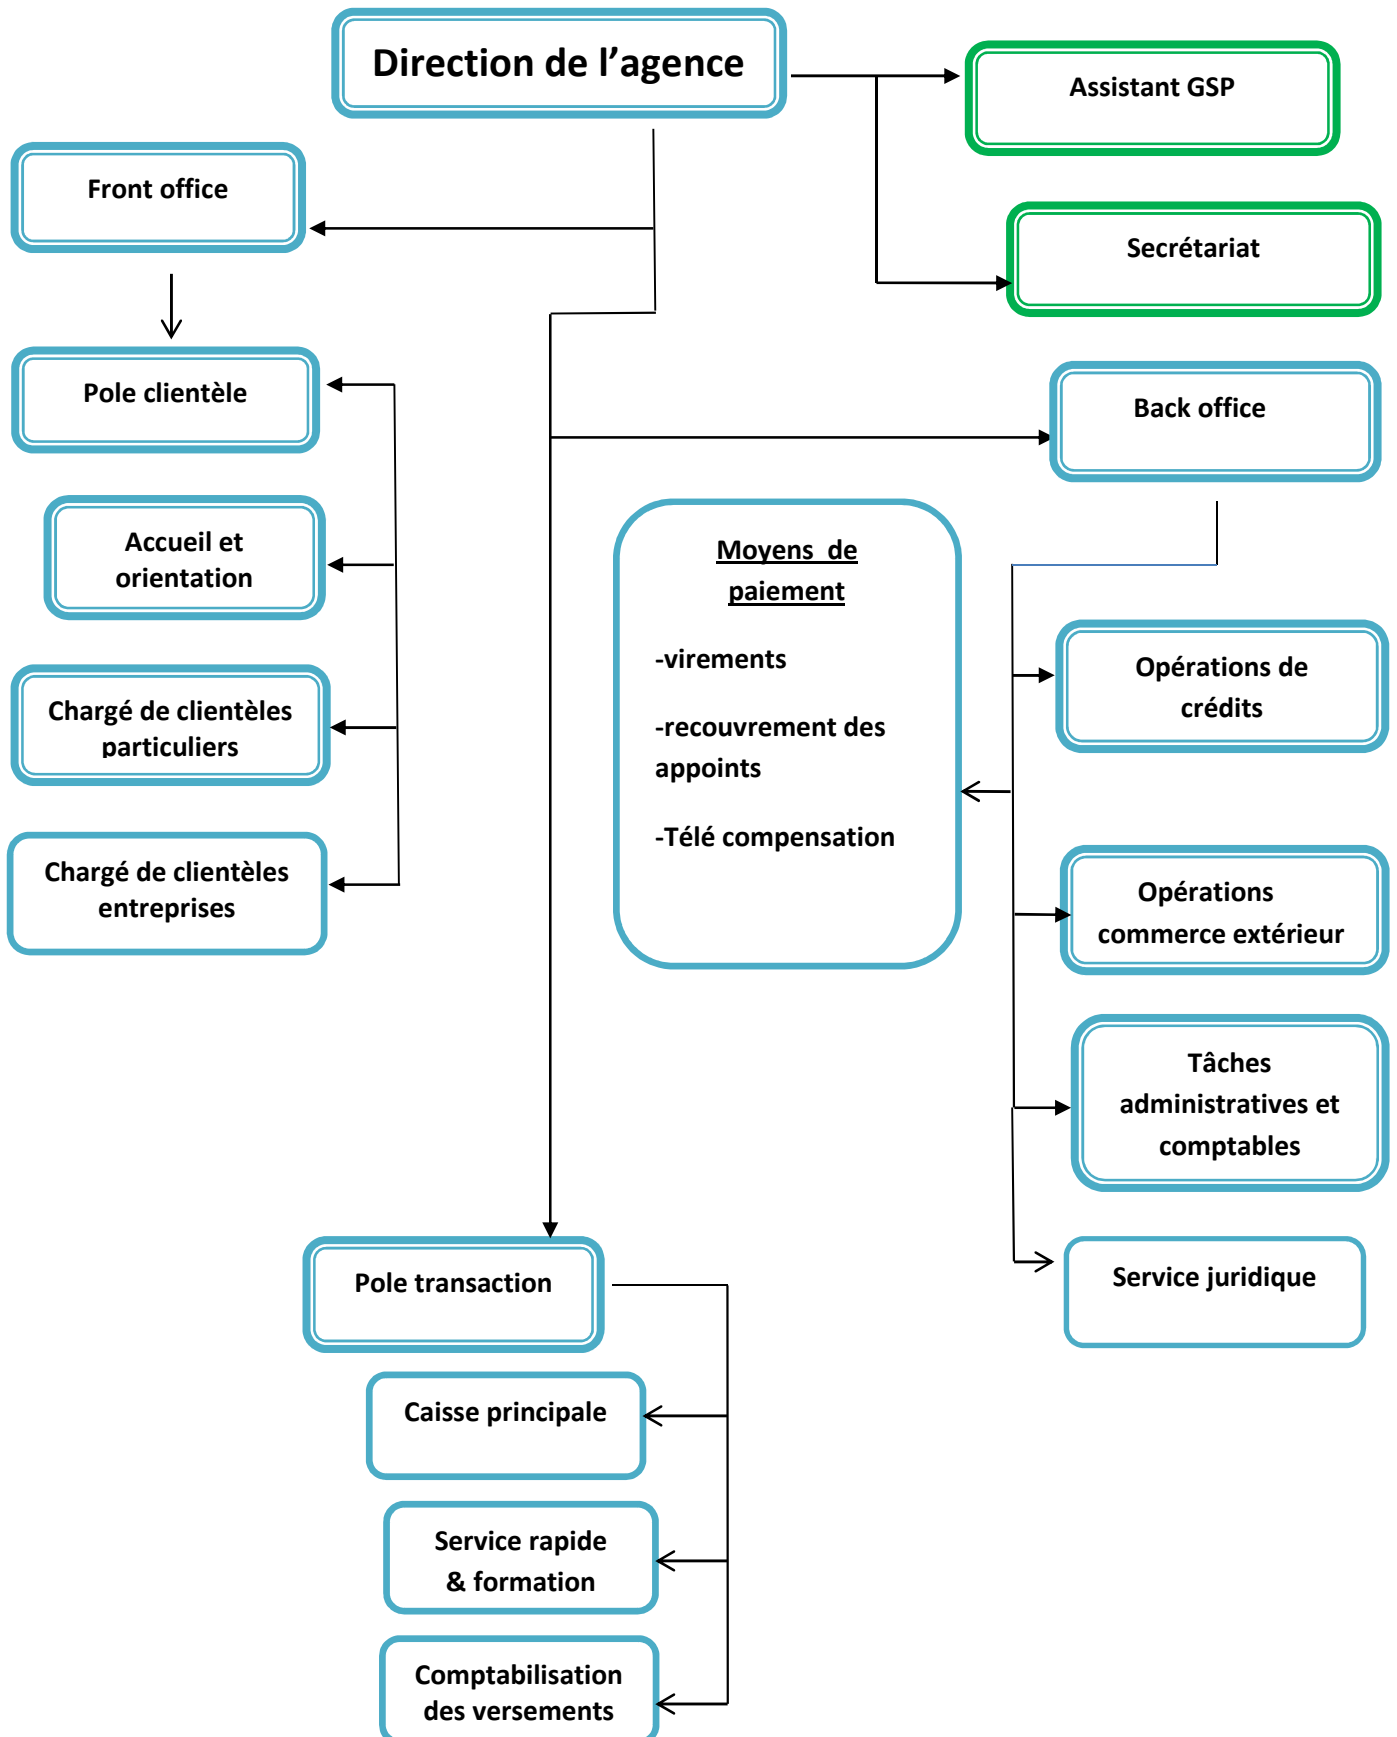 Direction de l’agence
Assistant GSP
Front office
Secrétariat
Pole clientèle
Back office
Accueil et
orientation
Moyens de
paiement
-virements
-recouvrement des
appoints
-Télé compensation
Opérations de
crédits
Chargé de clientèles
particuliers
Chargé de clientèles
entreprises
Opérations
commerce extérieur
Tâches
administratives et
comptables
Pole transaction
Service juridique
Caisse principale
Service rapide
& formation
Comptabilisation
des versements